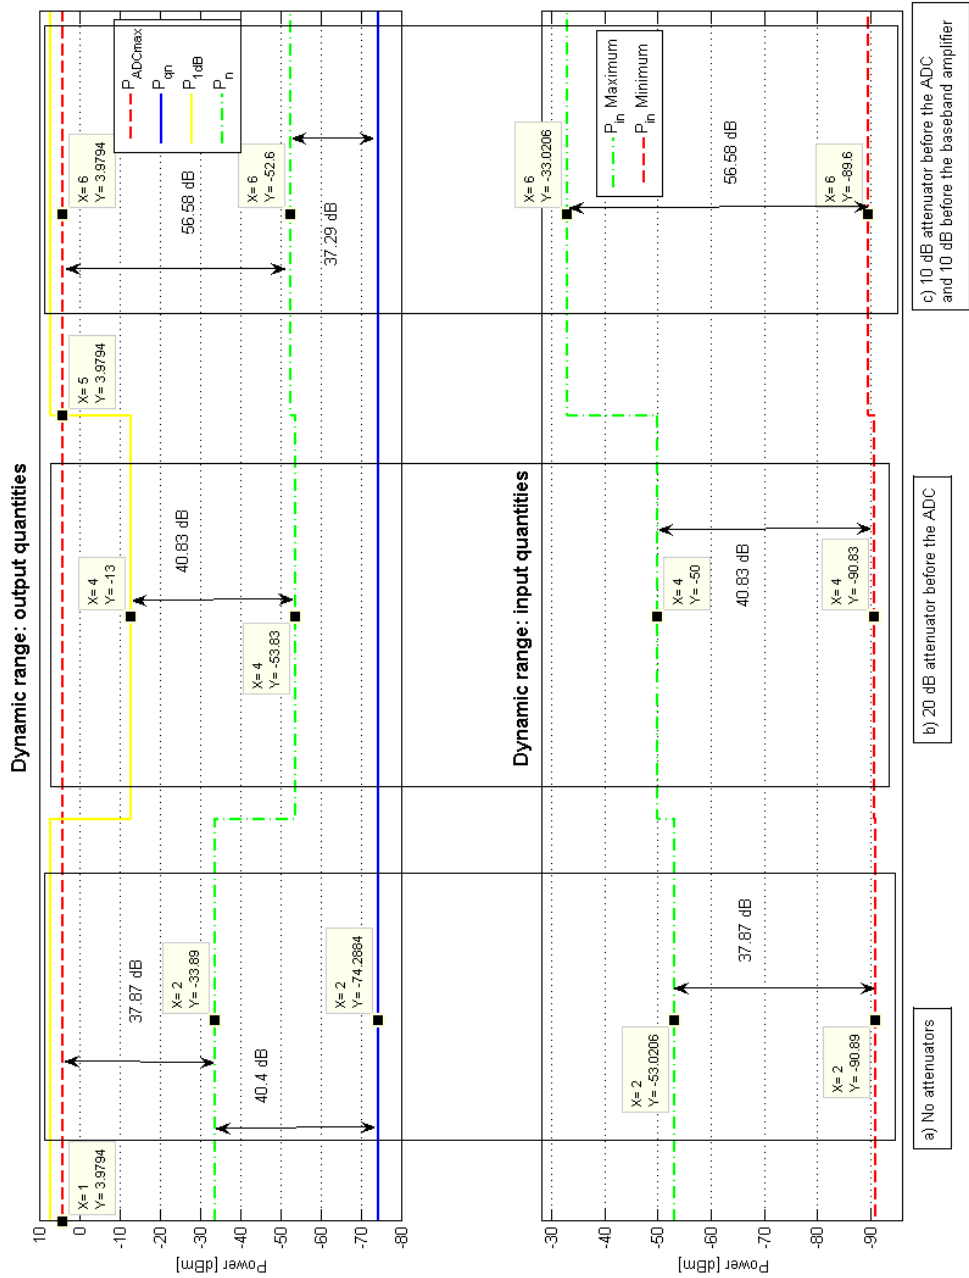 Dynamic range: output quantities
10
0
-10
-20
-30
-40
-50
-60
-70
-80
Power [dBm]
X= 1
Y= 3.9794
37.87 dB
X= 2
Y= -33.89
40.4 dB
X= 2
Y= -74.2884
X= 4
Y= -13
40.83 dB
X= 4
Y= -53.83
X= 5
Y= 3.9794
X= 6
Y= 3.9794
56.58 dB
X= 6
Y= -52.6
37.29 dB
P_ADCmax
P_qn
P_1dB
P_n
Dynamic range: input quantities
-30
-40
-50
-60
-70
-80
-90
Power [dBm]
X= 2
Y= -53.0206
37.87 dB
X= 2
Y= -90.89
X= 4
Y= -50
40.83 dB
X= 4
Y= -90.83
X= 6
Y= -33.0206
P_in Maximum
P_in Minimum
56.58 dB
X= 6
Y= -89.6
a) No attenuators
b) 20 dB attenuator before the ADC
c) 10 dB attenuator before the ADC
and 10 dB before the baseband amplifier